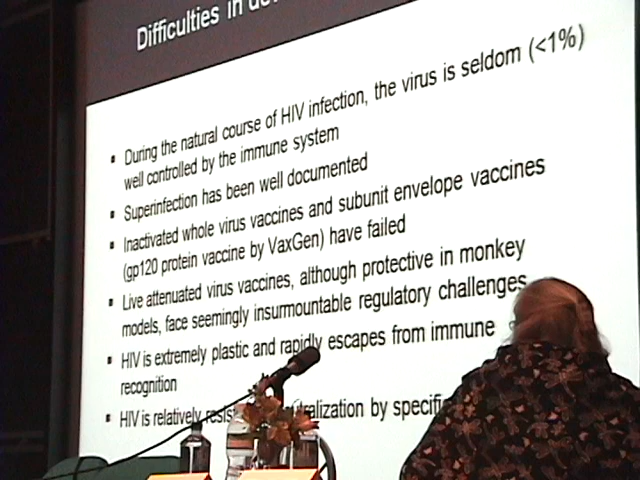 Difficulties in
During the natural course of HIV infection, the virus is seldom (<1%)
well controlled by the immune system
Superinfection has been well documented
Inactivated whole virus vaccines and subunit envelope vaccines
(gp120 protein vaccine by VaxGen) have failed
Live attenuated virus vaccines, although protective in monkey
models, face seemingly insurmountable regulatory challenges
HIV is extremely plastic and rapidly escapes from immune
recognition
HIV is relatively by